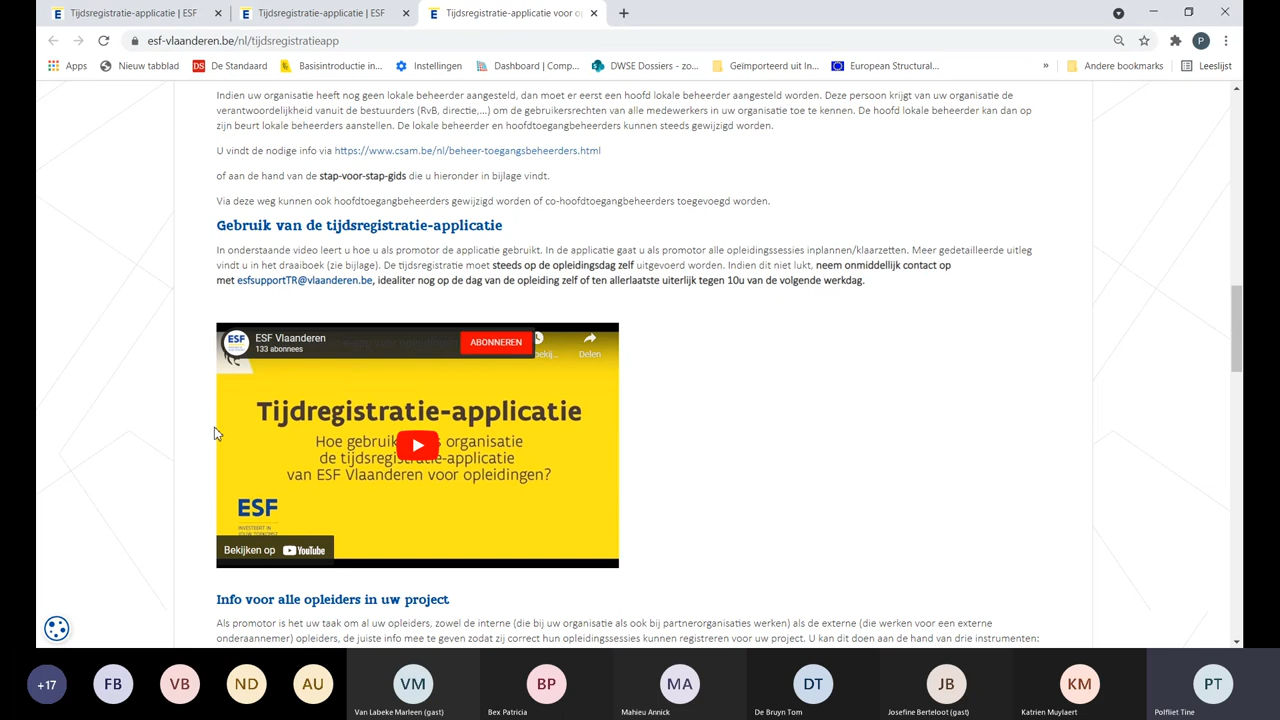 Tijdsregistratie-applicatie | ESF
Tijdsregistratie-applicatie | ESF
Tijdsregistratie-applicatie voor op
esf-vlaanderen.be/nl/tijdsregistratieapp
P
Apps
Nieuw tabblad
De Standaard
Basisintroductie in...
Instellingen
Dashboard | Comp...
DWSE Dossiers - zo...
Geïmporteerd uit In...
European Structural...
»
Andere bookmarks
Leeslijst
Indien uw organisatie heeft nog geen lokale beheerder aangesteld, dan moet er eerst een hoofd lokale beheerder aangesteld worden. Deze persoon krijgt van uw organisatie de
verantwoordelijkheid vanuit de bestuurders (RvB, directie,...) om de gebruikersrechten van alle medewerkers in uw organisatie toe te kennen. De hoofd lokale beheerder kan dan op
zijn beurt lokale beheerders aanstellen. De lokale beheerder en hoofdtoegangbeheerders kunnen steeds gewijzigd worden.
U vindt de nodige info via https://www.csam.be/nl/beheer-toegangsbeheerders.html
of aan de hand van de stap-voor-stap-gids die u hieronder in bijlage vindt.
Via deze weg kunnen ook hoofdtoegangbeheerders gewijzigd worden of co-hoofdtoegangbeheerders toegevoegd worden.
Gebruik van de tijdsregistratie-applicatie
In onderstaande video leert u hoe u als promotor de applicatie gebruikt. In de applicatie gaat u als promotor alle opleidingssessies inplannen/klaarzetten. Meer gedetailleerde uitleg
vindt u in het draaiboek (zie bijlage). De tijdsregistratie moet steeds op de opleidingsdag zelf uitgevoerd worden. Indien dit niet lukt, neem onmiddellijk contact op
met esfsupportTR@vlaanderen.be, idealiter nog op de dag van de opleiding zelf of ten allerlaatste uiterlijk tegen 10u van de volgende werkdag.
ESF
ESF Vlaanderen
133 abonnees
ABONNEREN
bekij...
Delen
Tijdregistratie-applicatie
Hoe gebruik organisatie
de tijdsregistratie-applicatie
van ESF Vlaanderen voor opleidingen?
ESF
INVESTEERT IN
JOUW TOEKOMST
Bekijken op YouTube
Info voor alle opleiders in uw project
Als promotor is het uw taak om al uw opleiders, zowel de interne (die bij uw organisatie als ook bij partnerorganisaties werken) als de externe (die werken voor een externe
onderaannemer) opleiders, de juiste info mee te geven zodat zij correct hun opleidingssessies kunnen registreren voor uw project. U kan dit doen aan de hand van drie instrumenten:
+17
FB
VB
ND
AU
VM
BP
MA
DT
JB
KM
PT
Van Labeke Marleen (gast)
Bex Patricia
Mahieu Annick
De Bruyn Tom
Josefine Berteloot (gast)
Katrien Muylaert
Polfliet Tine